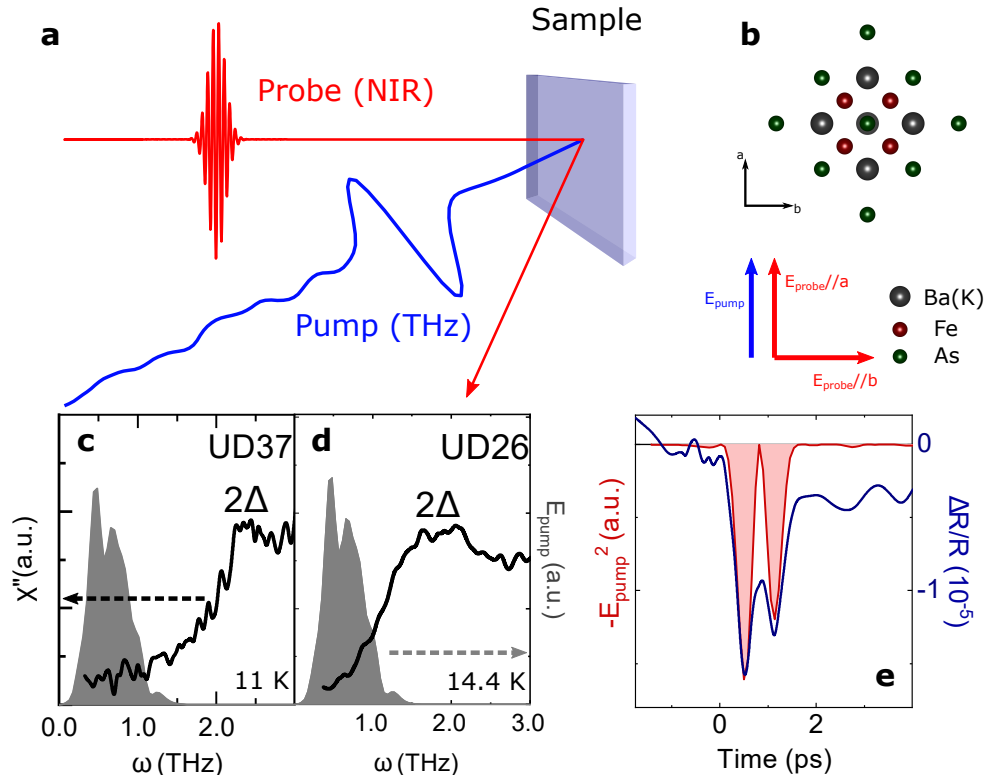 a
Sample
Probe (NIR)
Pump (THz)
b
a
b
E_pump
E_probe//a
E_probe//b
Ba(K)
Fe
As
c
UD37
2Δ
11 K
χ"(a.u.)
0.0
1.0
2.0
ω (THz)
d
UD26
2Δ
14.4 K
E_pump (a.u.)
1.0
2.0
3.0
ω (THz)
-E_pump² (a.u.)
0
-1
ΔR/R (10⁻⁵)
e
0
2
Time (ps)